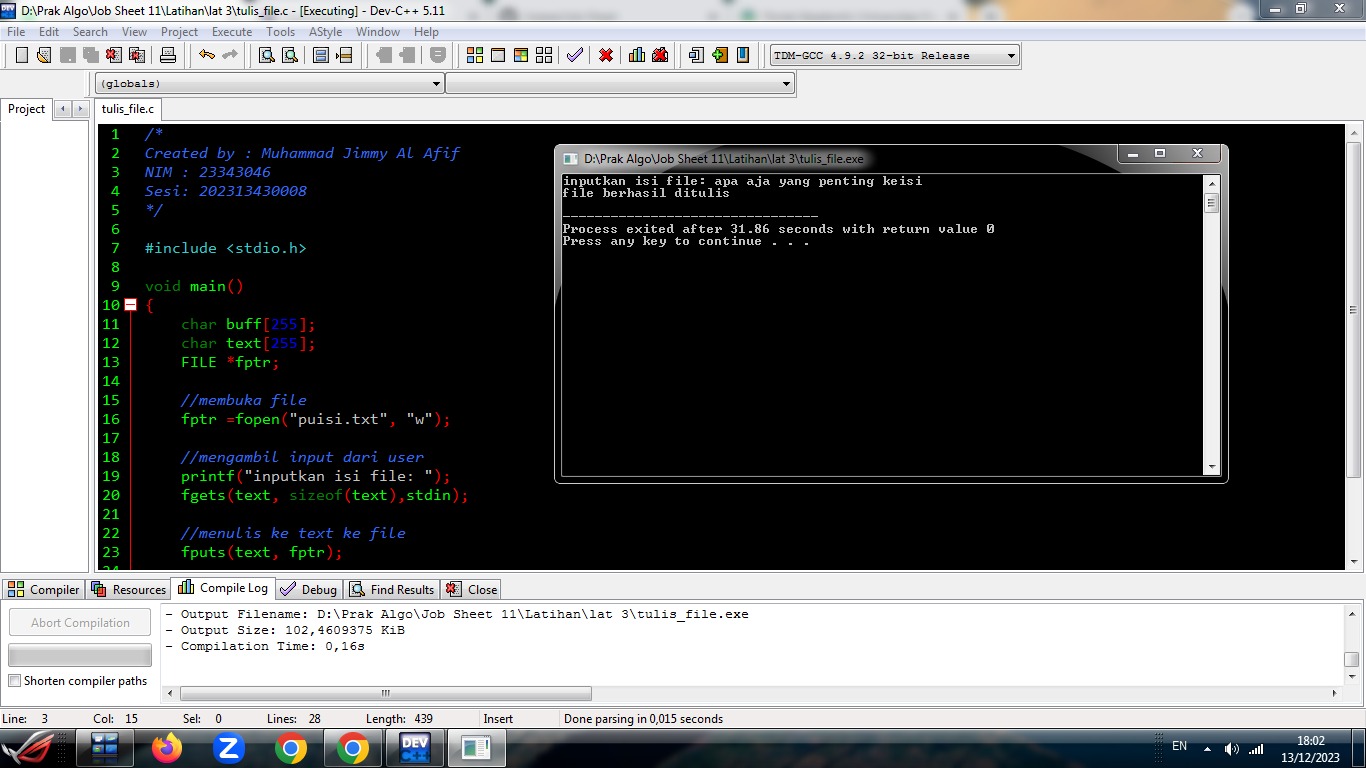 D:\Prak Algo\Job Sheet 11\Latihan\lat 3\tulis_file.c - [Executing] - Dev-C++ 5.11
File Edit Search View Project Execute Tools AStyle Window Help
TDM-GCC 4.9.2 32-bit Release
(globals)
Project
tulis_file.c
1 /*
2 Created by : Muhammad Jimmy Al Afif
3 NIM : 23343046
4 Sesi: 202313430008
5 */
6
7 #include <stdio.h>
8
9 void main()
10 {
11 char buff[255];
12 char text[255];
13 FILE *fptr;
14
15 //membuka file
16 fptr =fopen("puisi.txt", "w");
17
18 //mengambil input dari user
19 printf("inputkan isi file: ");
20 fgets(text, sizeof(text),stdin);
21
22 //menulis ke text ke file
23 fputs(text, fptr);
D:\Prak Algo\Job Sheet 11\Latihan\lat 3\tulis_file.exe
inputkan isi file: apa aja yang penting keisi
file berhasil ditulis
--------------------------------
Process exited after 31.86 seconds with return value 0
Press any key to continue . . .
Compiler Resources Compile Log Debug Find Results Close
Abort Compilation
Shorten compiler paths
- Output Filename: D:\Prak Algo\Job Sheet 11\Latihan\lat 3\tulis_file.exe
- Output Size: 102,4609375 KiB
- Compilation Time: 0,16s
Line: 3 Col: 15 Sel: 0 Lines: 28 Length: 439 Insert Done parsing in 0,015 seconds
DEV C++
EN
18:02
13/12/2023